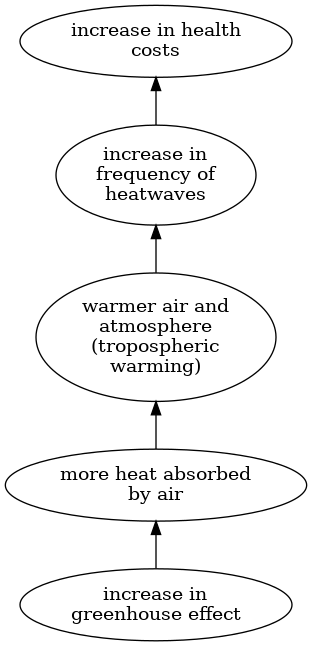 increase in health
costs
increase in
frequency of
heatwaves
warmer air and
atmosphere
(tropospheric
warming)
more heat absorbed
by air
increase in
greenhouse effect